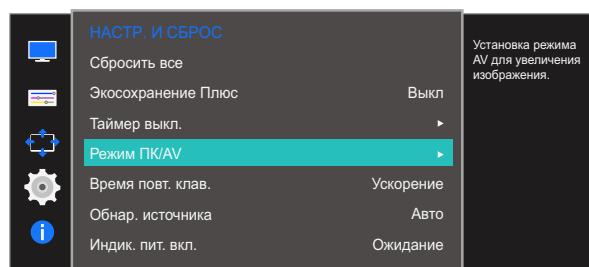 НАСТР. И СБРОС
Сбросить все
Экосохранение Плюс Выкл
Таймер выкл.
Режим ПК/AV
Время повт. клав. Ускорение
Обнар. источника Авто
Индик. пит. вкл. Ожидание
Установка режима
AV для увеличения
изображения.